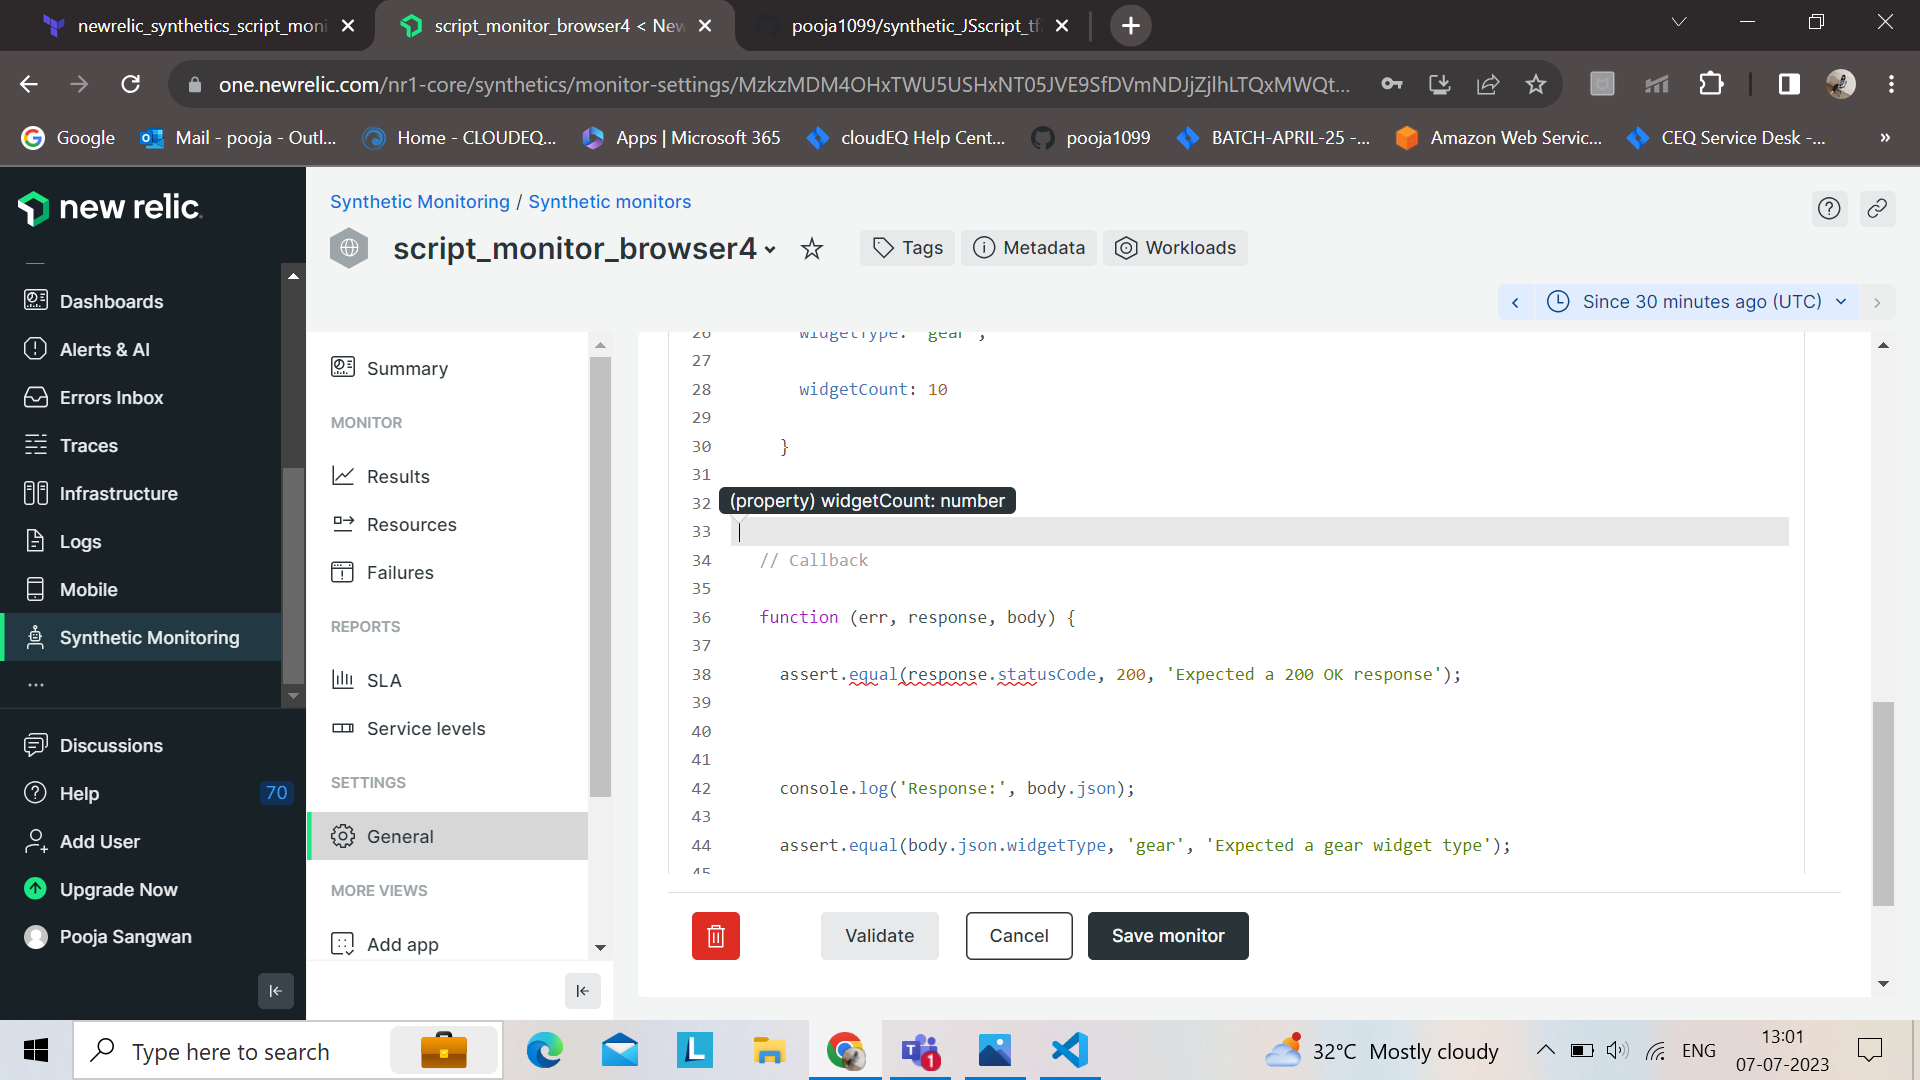 newrelic_synthetics_script_moni
script_monitor_browser4 < New
pooja1099/synthetic_JSscript_tf
one.newrelic.com/nr1-core/synthetics/monitor-settings/MzkzMDM4OHxTWU5USHxNT05JVE9SfDVmNDJjZjlhLTQxMWQt...
Google
Mail - pooja - Outl...
Home - CLOUDEQ...
Apps | Microsoft 365
cloudEQ Help Cent...
pooja1099
BATCH-APRIL-25 -...
Amazon Web Servic...
CEQ Service Desk -...
»
new relic
Dashboards
Alerts & AI
Errors Inbox
Traces
Infrastructure
Logs
Mobile
Synthetic Monitoring
...
Discussions
Help 70
Add User
Upgrade Now
Pooja Sangwan
Synthetic Monitoring / Synthetic monitors
script_monitor_browser4
Tags
Metadata
Workloads
Since 30 minutes ago (UTC)
Summary
MONITOR
Results
Resources
Failures
REPORTS
SLA
Service levels
SETTINGS
General
MORE VIEWS
Add app
26 widgetType: 'gear',
27
28 widgetCount: 10
29
30 }
31
32 (property) widgetCount: number
33
34 // Callback
35
36 function (err, response, body) {
37
38 assert.equal(response.statusCode, 200, 'Expected a 200 OK response');
39
40
41
42 console.log('Response:', body.json);
43
44 assert.equal(body.json.widgetType, 'gear', 'Expected a gear widget type');
45
Validate
Cancel
Save monitor
Type here to search
L
1
32°C Mostly cloudy
ENG
13:01
07-07-2023